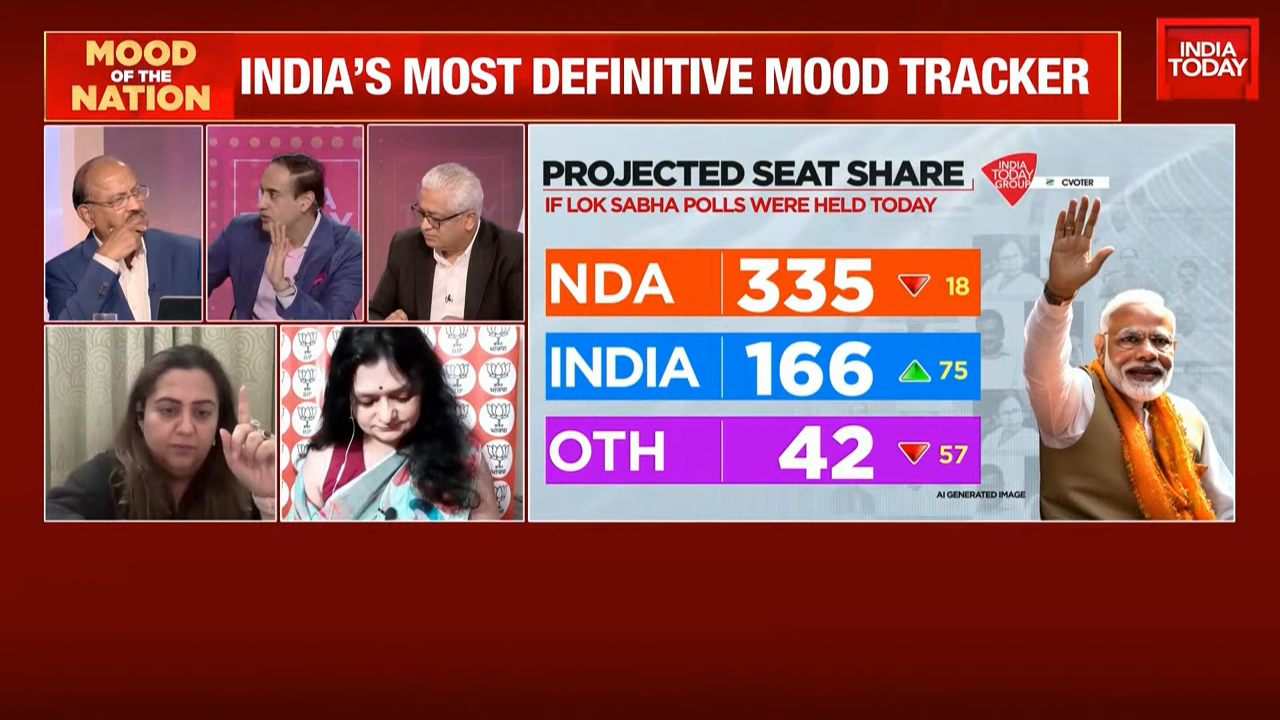 MOOD
OF THE
NATION
INDIA'S MOST DEFINITIVE MOOD TRACKER
INDIA
TODAY
PROJECTED SEAT SHARE
IF LOK SABHA POLLS WERE HELD TODAY
INDIA
TODAY
GROUP
CVOTER
NDA 335 18
INDIA 166 75
OTH 42 57
AI GENERATED IMAGE